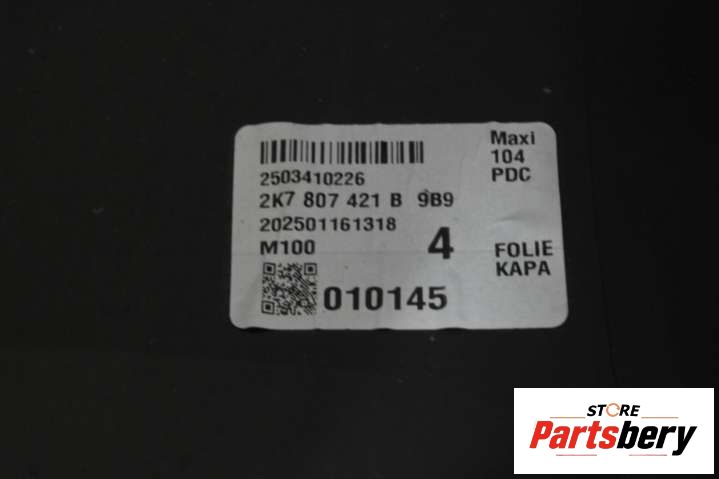 Maxi
104
PDC
2503410226
2K7 807 421 B 9B9
202501161318
M100
4
FOLIE
KAPA
010145
STORE
Partsbery